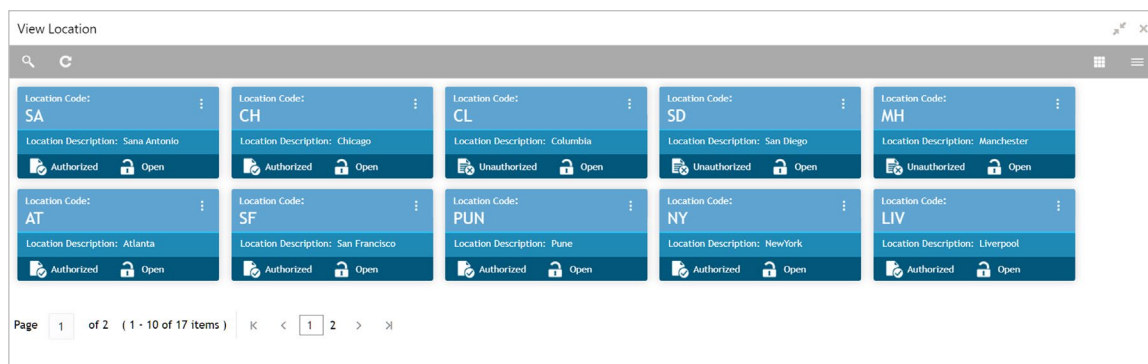 View Location
Location Code:
SA
Location Description: Sana Antonio
Authorized Open
Location Code:
CH
Location Description: Chicago
Authorized Open
Location Code:
CL
Location Description: Columbia
Unauthorized Open
Location Code:
SD
Location Description: San Diego
Unauthorized Open
Location Code:
MH
Location Description: Manchester
Unauthorized Open
Location Code:
AT
Location Description: Atlanta
Authorized Open
Location Code:
SF
Location Description: San Francisco
Authorized Open
Location Code:
PUN
Location Description: Pune
Authorized Open
Location Code:
NY
Location Description: NewYork
Authorized Open
Location Code:
LIV
Location Description: Liverpool
Authorized Open
Page 1 of 2 ( 1 - 10 of 17 items ) 1 2